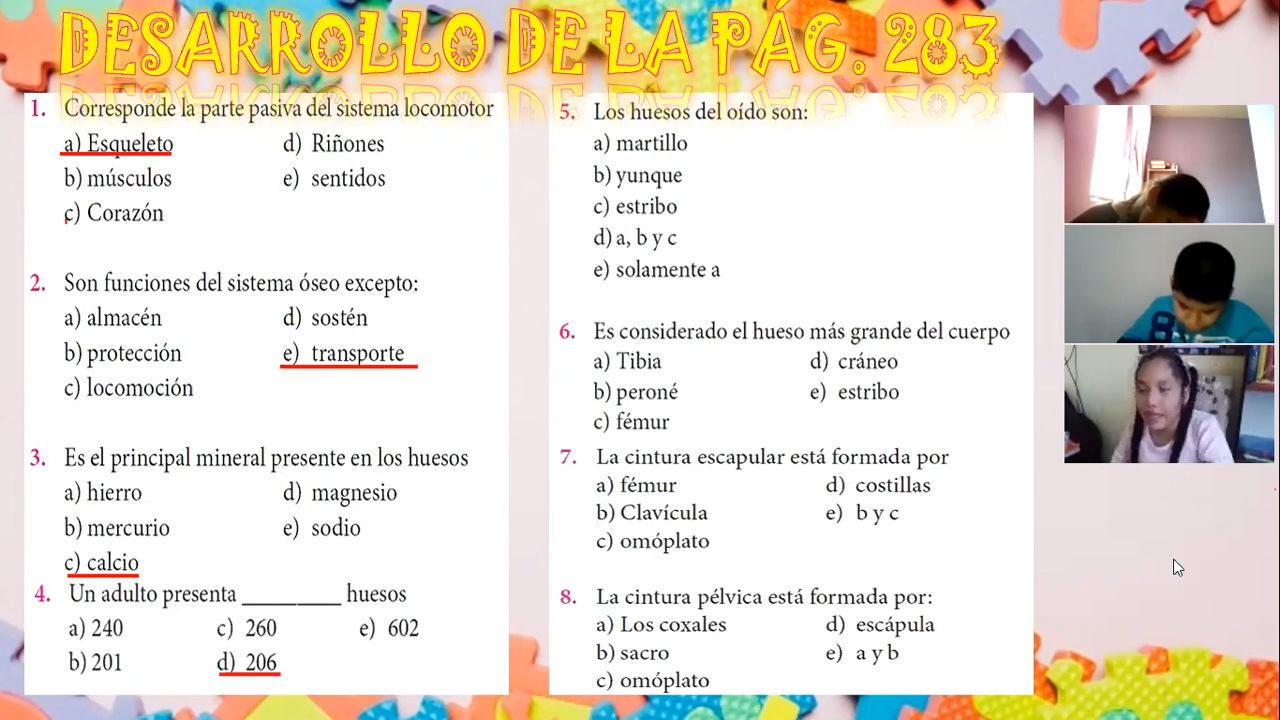 DESARROLLO DE LA PÁG. 283
1. Corresponde la parte pasiva del sistema locomotor
a) Esqueleto d) Riñones
b) músculos e) sentidos
c) Corazón
2. Son funciones del sistema óseo excepto:
a) almacén d) sostén
b) protección e) transporte
c) locomoción
3. Es el principal mineral presente en los huesos
a) hierro d) magnesio
b) mercurio e) sodio
c) calcio
4. Un adulto presenta _________ huesos
a) 240 c) 260 e) 602
b) 201 d) 206
5. Los huesos del oído son:
a) martillo
b) yunque
c) estribo
d) a, b y c
e) solamente a
6. Es considerado el hueso más grande del cuerpo
a) Tibia d) cráneo
b) peroné e) estribo
c) fémur
7. La cintura escapular está formada por
a) fémur d) costillas
b) Clavícula e) b y c
c) omóplato
8. La cintura pélvica está formada por:
a) Los coxales d) escápula
b) sacro e) a y b
c) omóplato